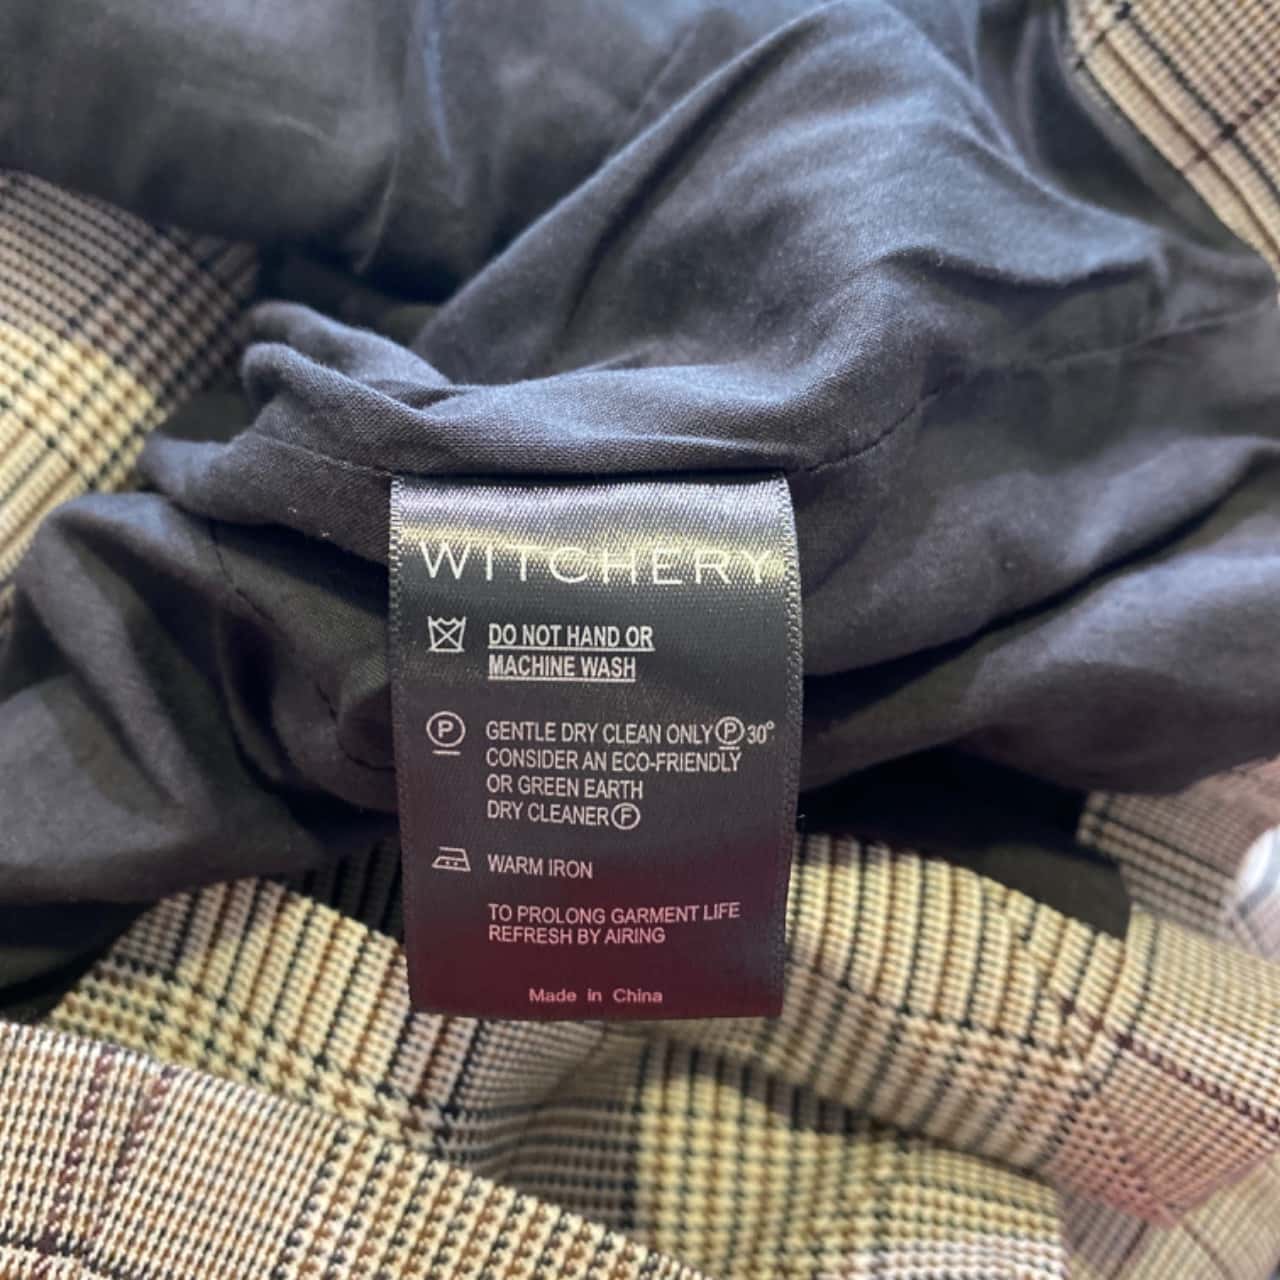 WITCHERY
DO NOT HAND OR
MACHINE WASH
P GENTLE DRY CLEAN ONLY P 30°
CONSIDER AN ECO-FRIENDLY
OR GREEN EARTH
DRY CLEANER F
WARM IRON
TO PROLONG GARMENT LIFE
REFRESH BY AIRING
Made in China